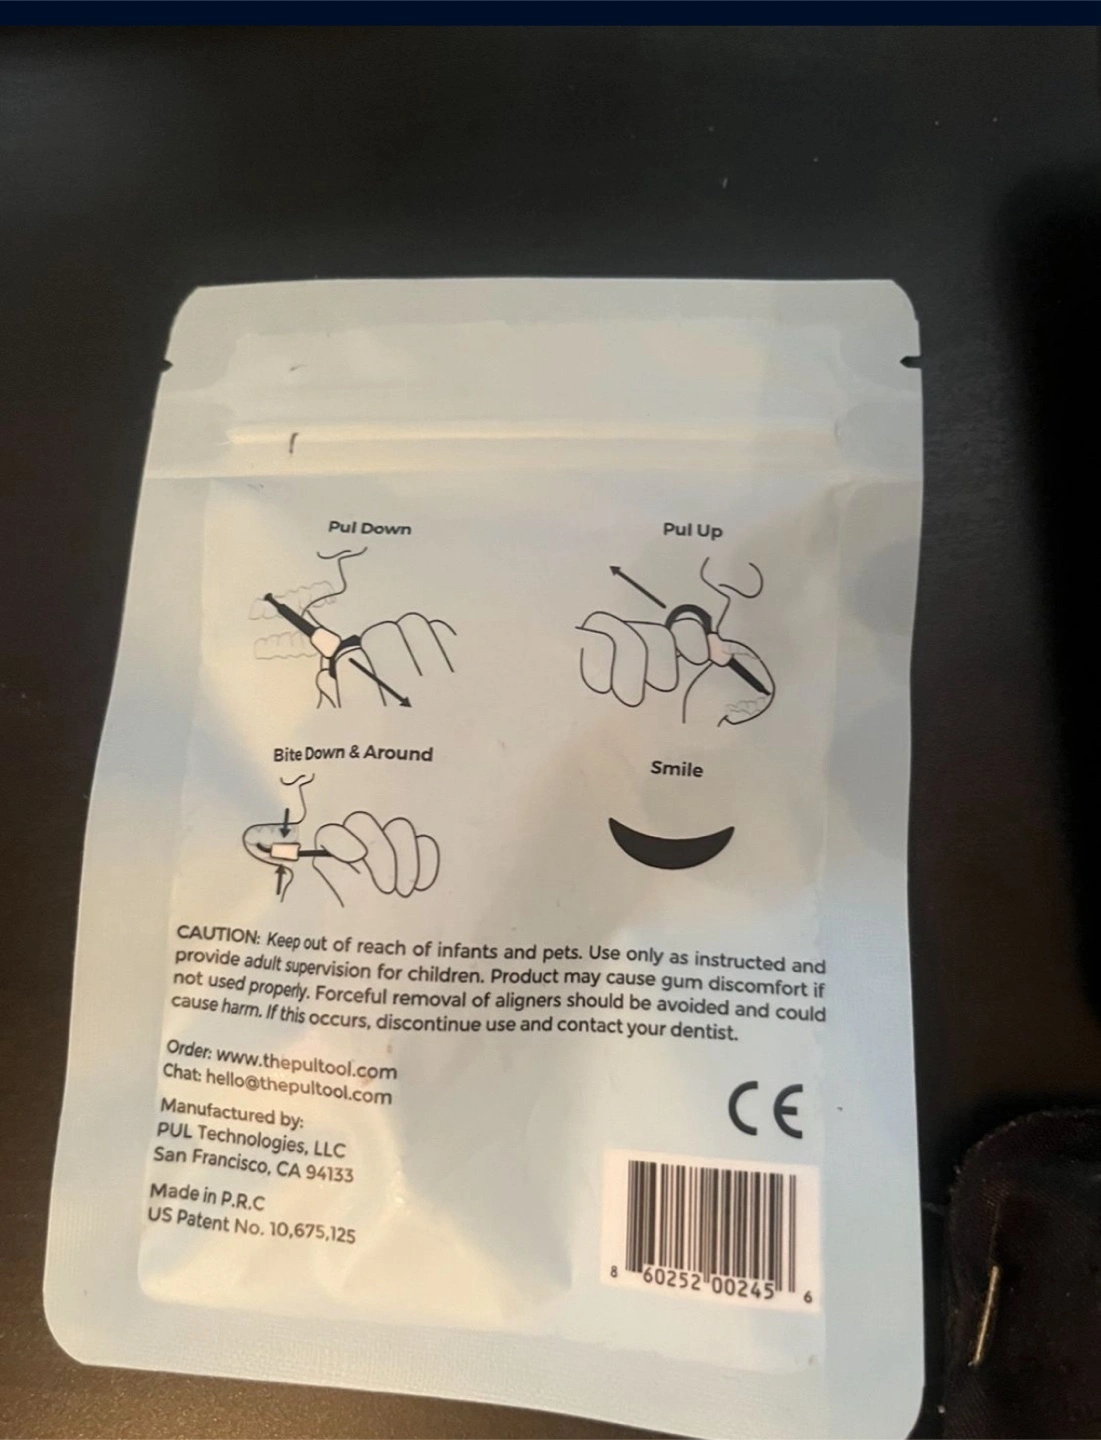 Pul Down
Pul Up
Bite Down & Around
Smile
CAUTION: Keep out of reach of infants and pets. Use only as instructed and
provide adult supervision for children. Product may cause gum discomfort if
not used properly. Forceful removal of aligners should be avoided and could
cause harm. If this occurs, discontinue use and contact your dentist.
Order: www.thepultool.com
Chat: hello@thepultool.com
Manufactured by:
PUL Technologies, LLC
San Francisco, CA 94133
Made in P.R.C
US Patent No. 10,675,125
CE
8 60252 00245 6